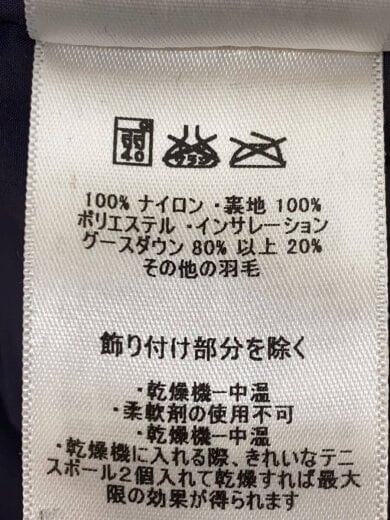 弱
40
クラシ
100% ナイロン ・裏地 100%
ポリエステル ・インサレーション
グースダウン 80% 以上 20%
その他の羽毛
飾り付け部分を除く
・乾燥機ー中温
・柔軟剤の使用不可
・乾燥機ー中温
・乾燥機に入れる際、きれいなテニ
スボール2個入れて乾燥すれば最大
限の効果が得られます